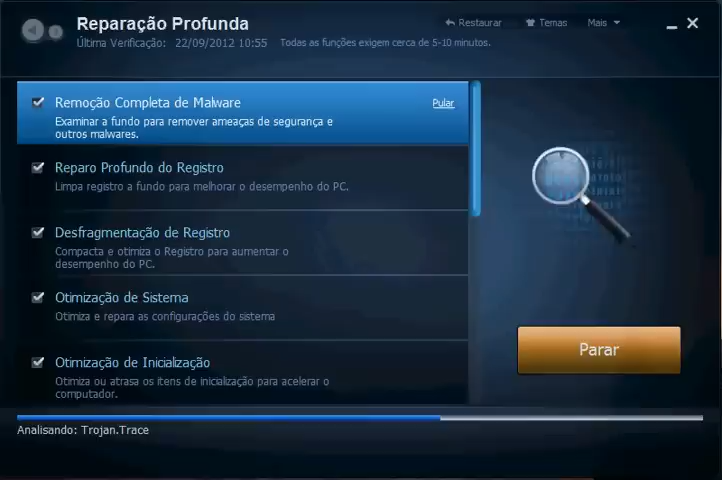 Reparação Profunda
Restaurar
Temas
Mais
Última Verificação: 22/09/2012 10:55
Todas as funções exigem cerca de 5-10 minutos.
Remoção Completa de Malware
Pular
Examinar a fundo para remover ameaças de segurança e
outros malwares.
Reparo Profundo do Registro
Limpa registro a fundo para melhorar o desempenho do PC.
Desfragmentação de Registro
Compacta e otimiza o Registro para aumentar o
desempenho do PC.
Otimização de Sistema
Otimiza e repara as configurações do sistema
Otimização de Inicialização
Otimiza ou atrasa os itens de inicialização para acelerar o
computador.
Parar
Analisando: Trojan.Trace